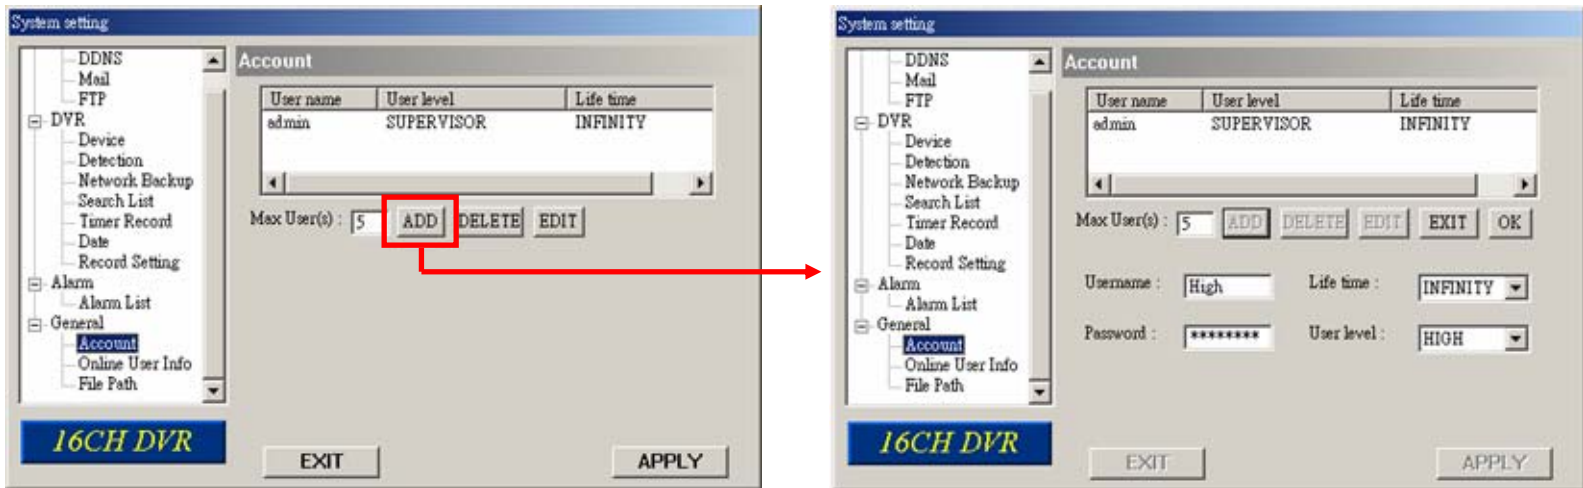 System setting
DDNS
Mail
FTP
DVR
Device
Detection
Network Backup
Search List
Timer Record
Date
Record Setting
Alarm
Alarm List
General
Account
Online User Info
File Path
16CH DVR
Account
User name User level Life time
admin SUPERVISOR INFINITY
Max User(s) : 5 ADD DELETE EDIT
EXIT APPLY
System setting
DDNS
Mail
FTP
DVR
Device
Detection
Network Backup
Search List
Timer Record
Date
Record Setting
Alarm
Alarm List
General
Account
Online User Info
File Path
16CH DVR
Account
User name User level Life time
admin SUPERVISOR INFINITY
Max User(s) : 5 ADD DELETE EDIT EXIT OK
Username : High Life time : INFINITY
Password : ******** User level : HIGH
EXIT APPLY